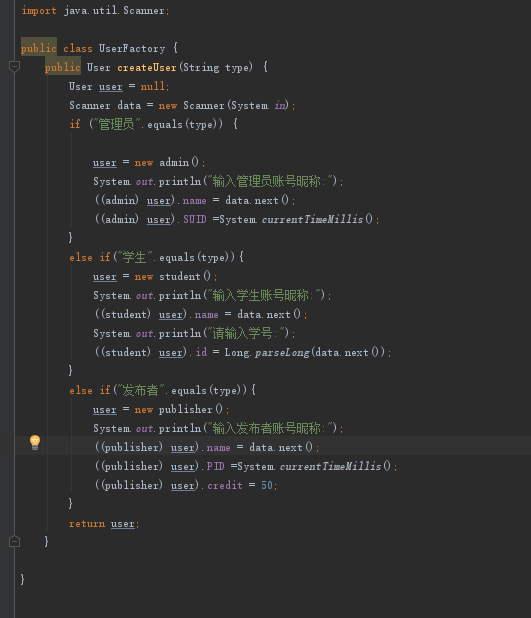 import java.util.Scanner;
public class UserFactory {
public User createUser(String type) {
User user = null;
Scanner data = new Scanner(System.in);
if ("管理员".equals(type)) {
user = new admin();
System.out.println("输入管理员账号昵称:");
((admin) user).name = data.next();
((admin) user).SUID =System.currentTimeMillis();
}
else if("学生".equals(type)){
user = new student();
System.out.println("输入学生账号昵称:");
((student) user).name = data.next();
System.out.println("请输入学号:");
((student) user).id = Long.parseLong(data.next());
}
else if("发布者".equals(type)){
user = new publisher();
System.out.println("输入发布者账号昵称:");
((publisher) user).name = data.next();
((publisher) user).PID =System.currentTimeMillis();
((publisher) user).credit = 50;
}
return user;
}
}